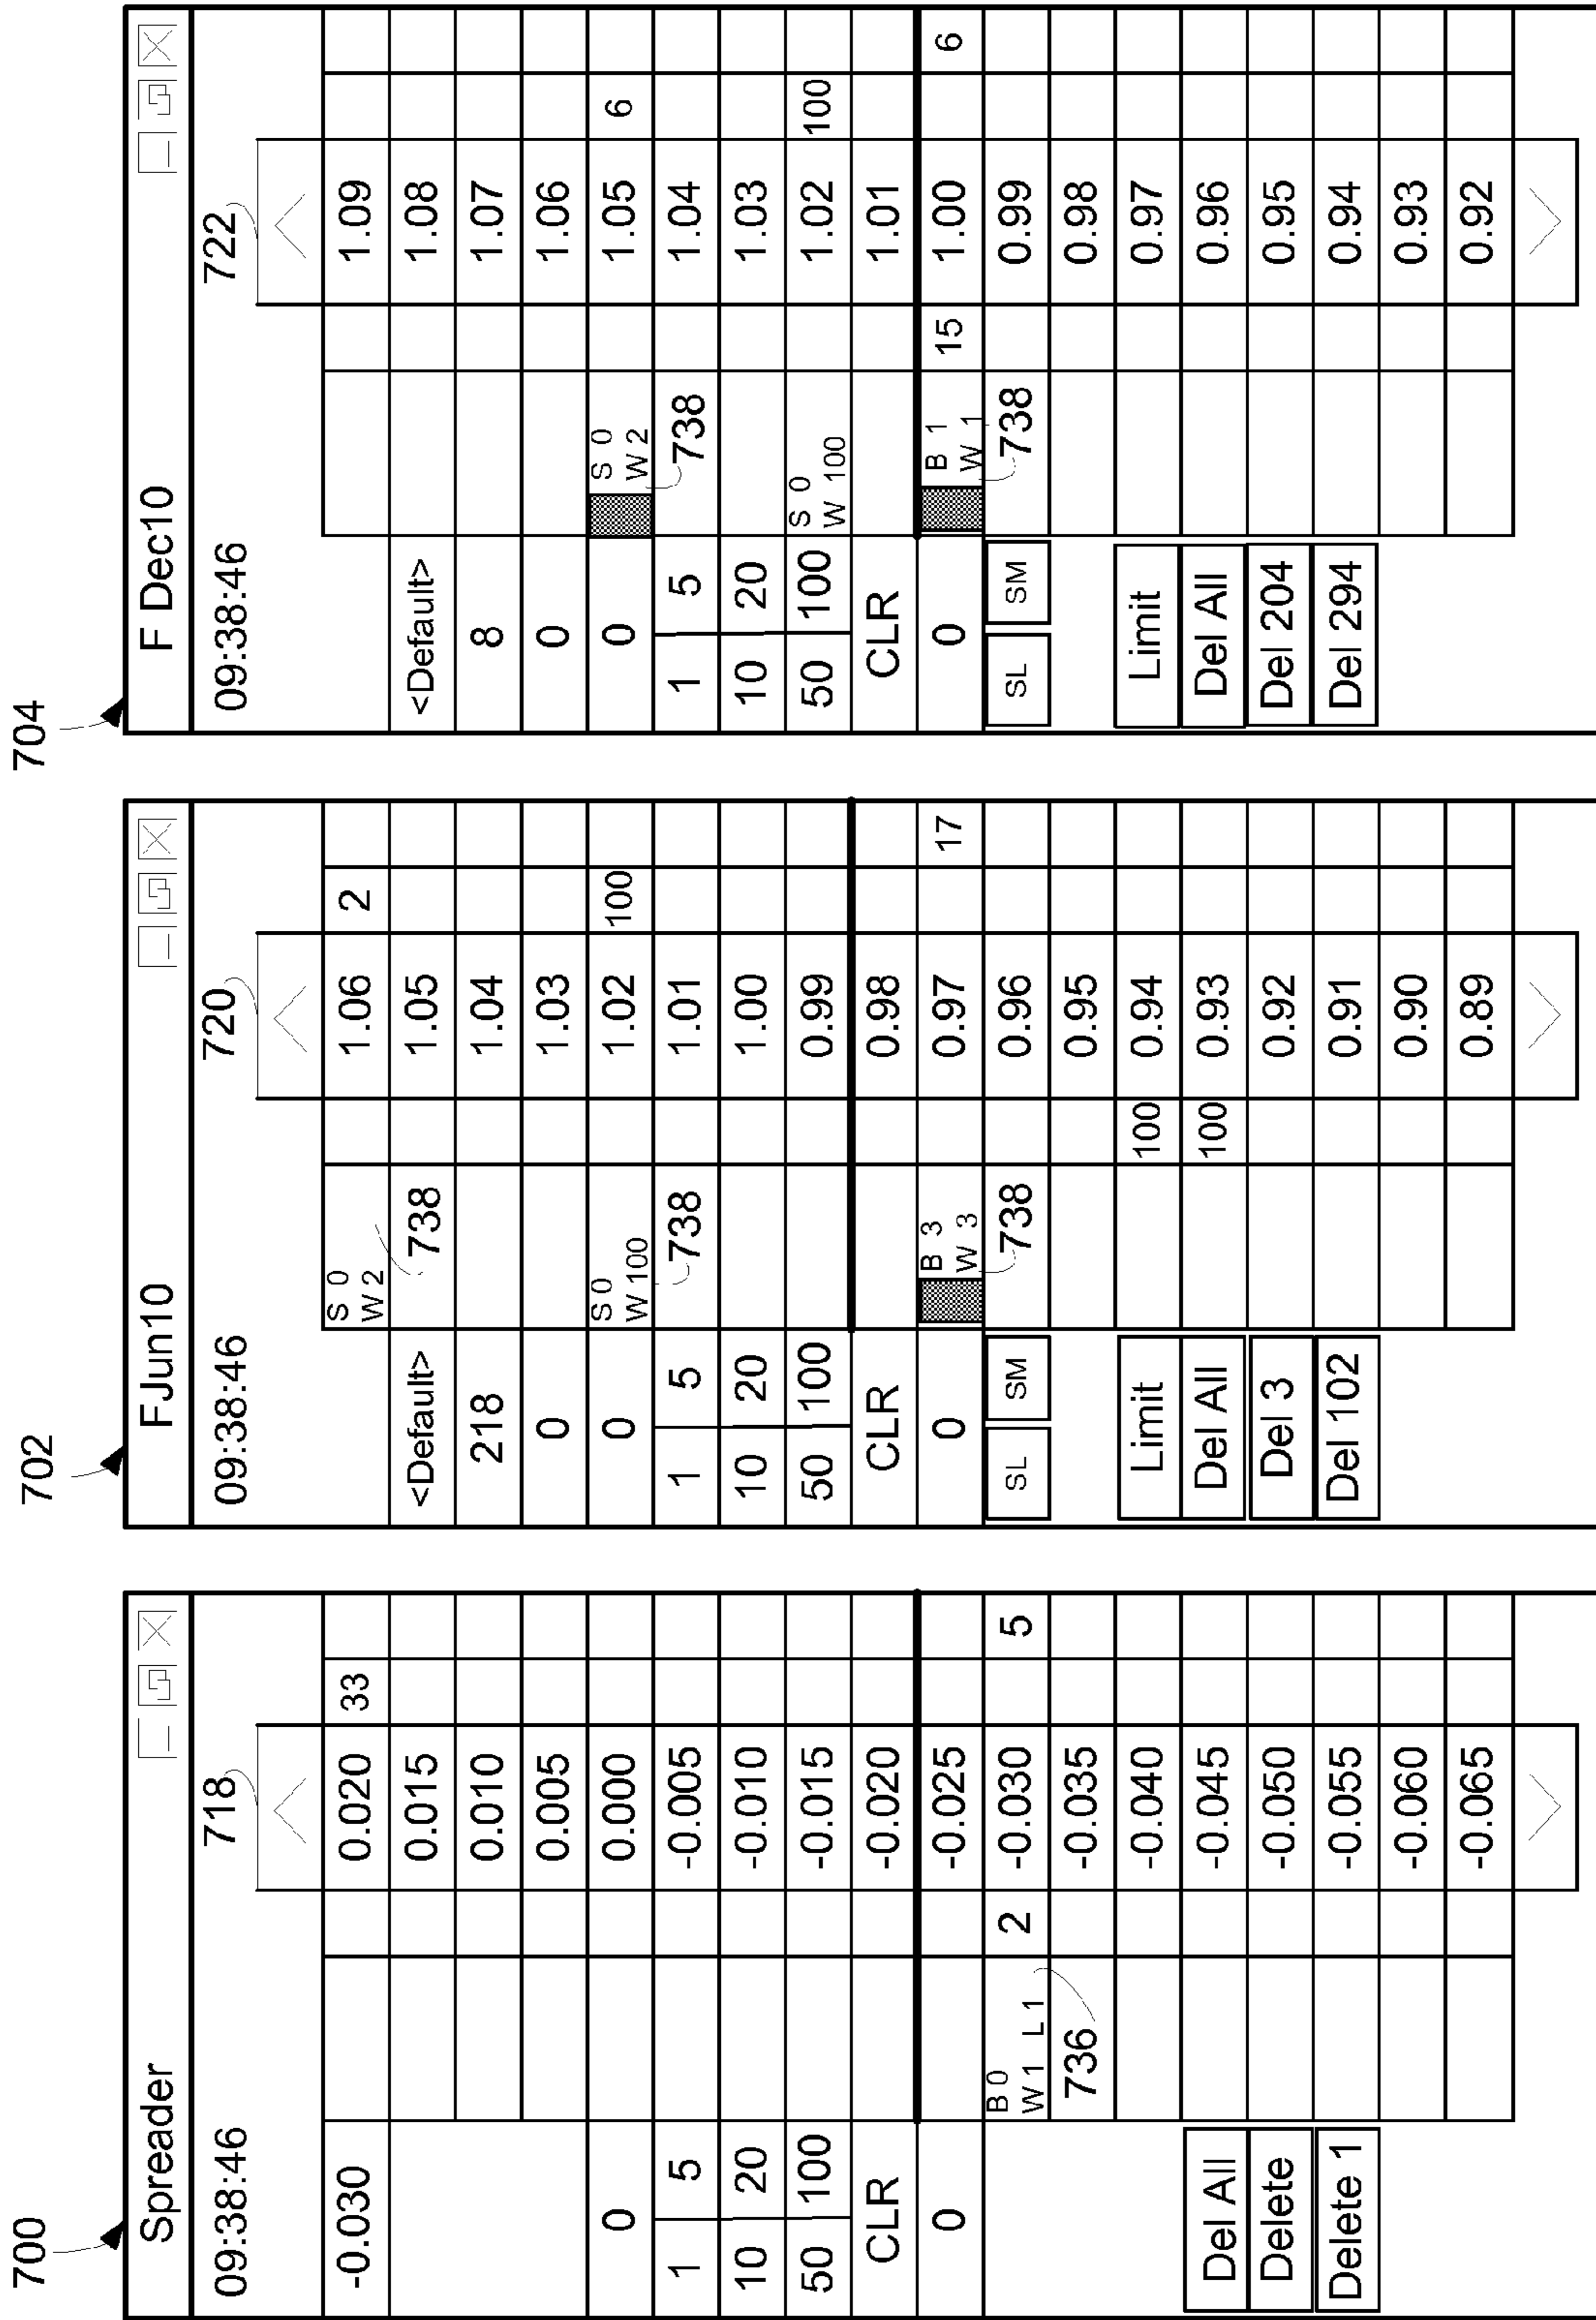 700
Spreader
09:38:46
718
-0.030 0.020 33
0.015
0.010
0.005
0 0.000
1 5 -0.005
10 20 -0.010
50 100 -0.015
CLR -0.020
0 -0.025
B 0
W 1 L 1 2 -0.030 5
736 -0.035
-0.040
Del All -0.045
Delete -0.050
Delete 1 -0.055
-0.060
-0.065
702
FJun10
09:38:46
720
S 0
W 2 1.06 2
<Default> 738 1.05
218 1.04
0 1.03
S 0
0 W 100 1.02 100
1 5 738 1.01
10 20 1.00
50 100 0.99
CLR 0.98
B 3
0 W 3 0.97 17
SL SM 738 0.96
0.95
Limit 100 0.94
Del All 100 0.93
Del 3 0.92
Del 102 0.91
0.90
0.89
704
F Dec10
09:38:46
722
1.09
<Default> 1.08
8 1.07
0 1.06
S 0
0 W 2 1.05 6
1 5 738 1.04
10 20 1.03
S 0
50 100 W 100 1.02 100
CLR 1.01
B 1
0 W 1 15 1.00 6
SL SM 738 0.99
0.98
Limit 0.97
Del All 0.96
Del 204 0.95
Del 294 0.94
0.93
0.92